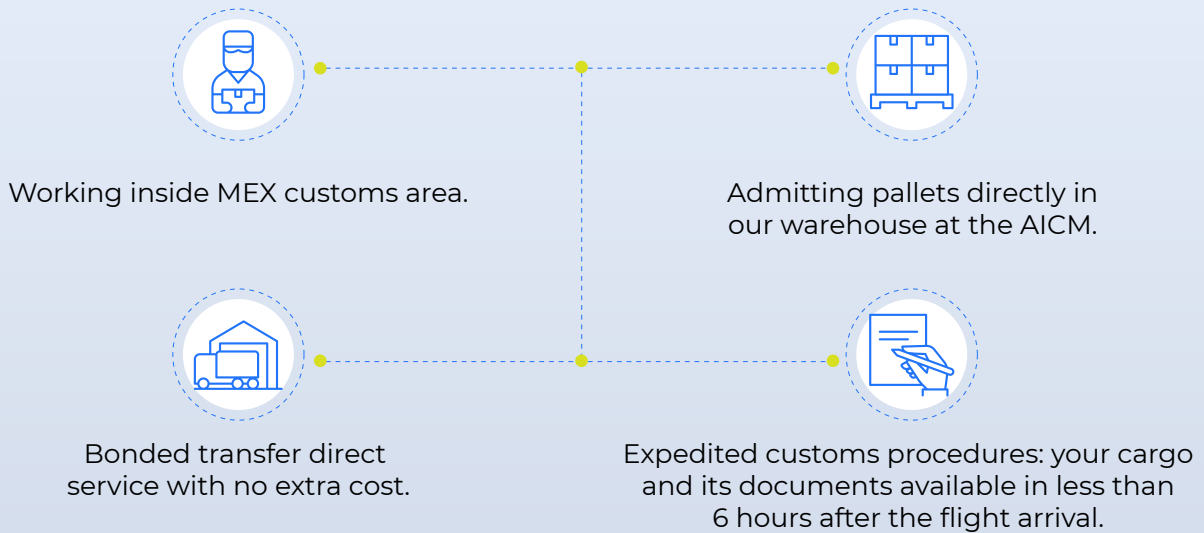 Working inside MEX customs area.
Admitting pallets directly in
our warehouse at the AICM.
Bonded transfer direct
service with no extra cost.
Expedited customs procedures: your cargo
and its documents available in less than
6 hours after the flight arrival.